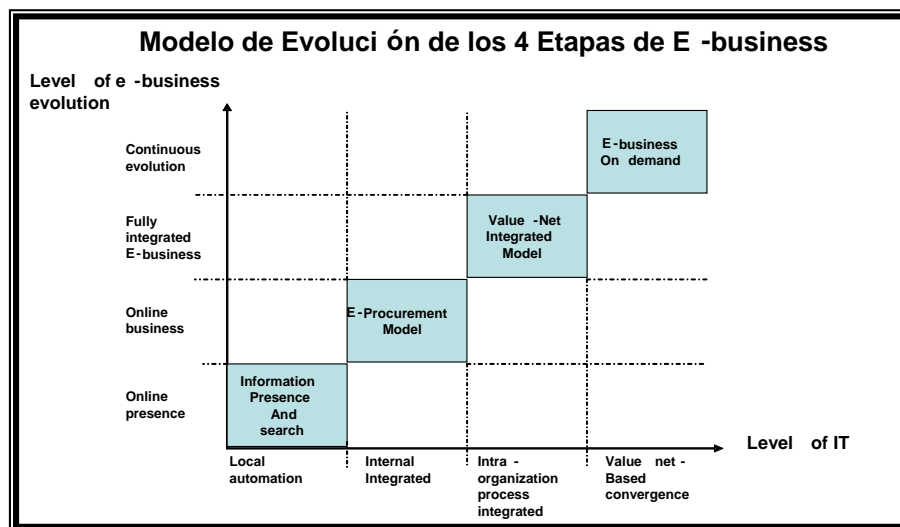 Modelo de Evoluci ón de los 4 Etapas de E -business
Level of e -business
evolution
Continuous
evolution
E-business
On demand
Fully
integrated
E-business
Value -Net
Integrated
Model
Online
business
E-Procurement
Model
Online
presence
Information
Presence
And
search
Level of IT
Local
automation
Internal
Integrated
Intra -
organization
process
integrated
Value net -
Based
convergence